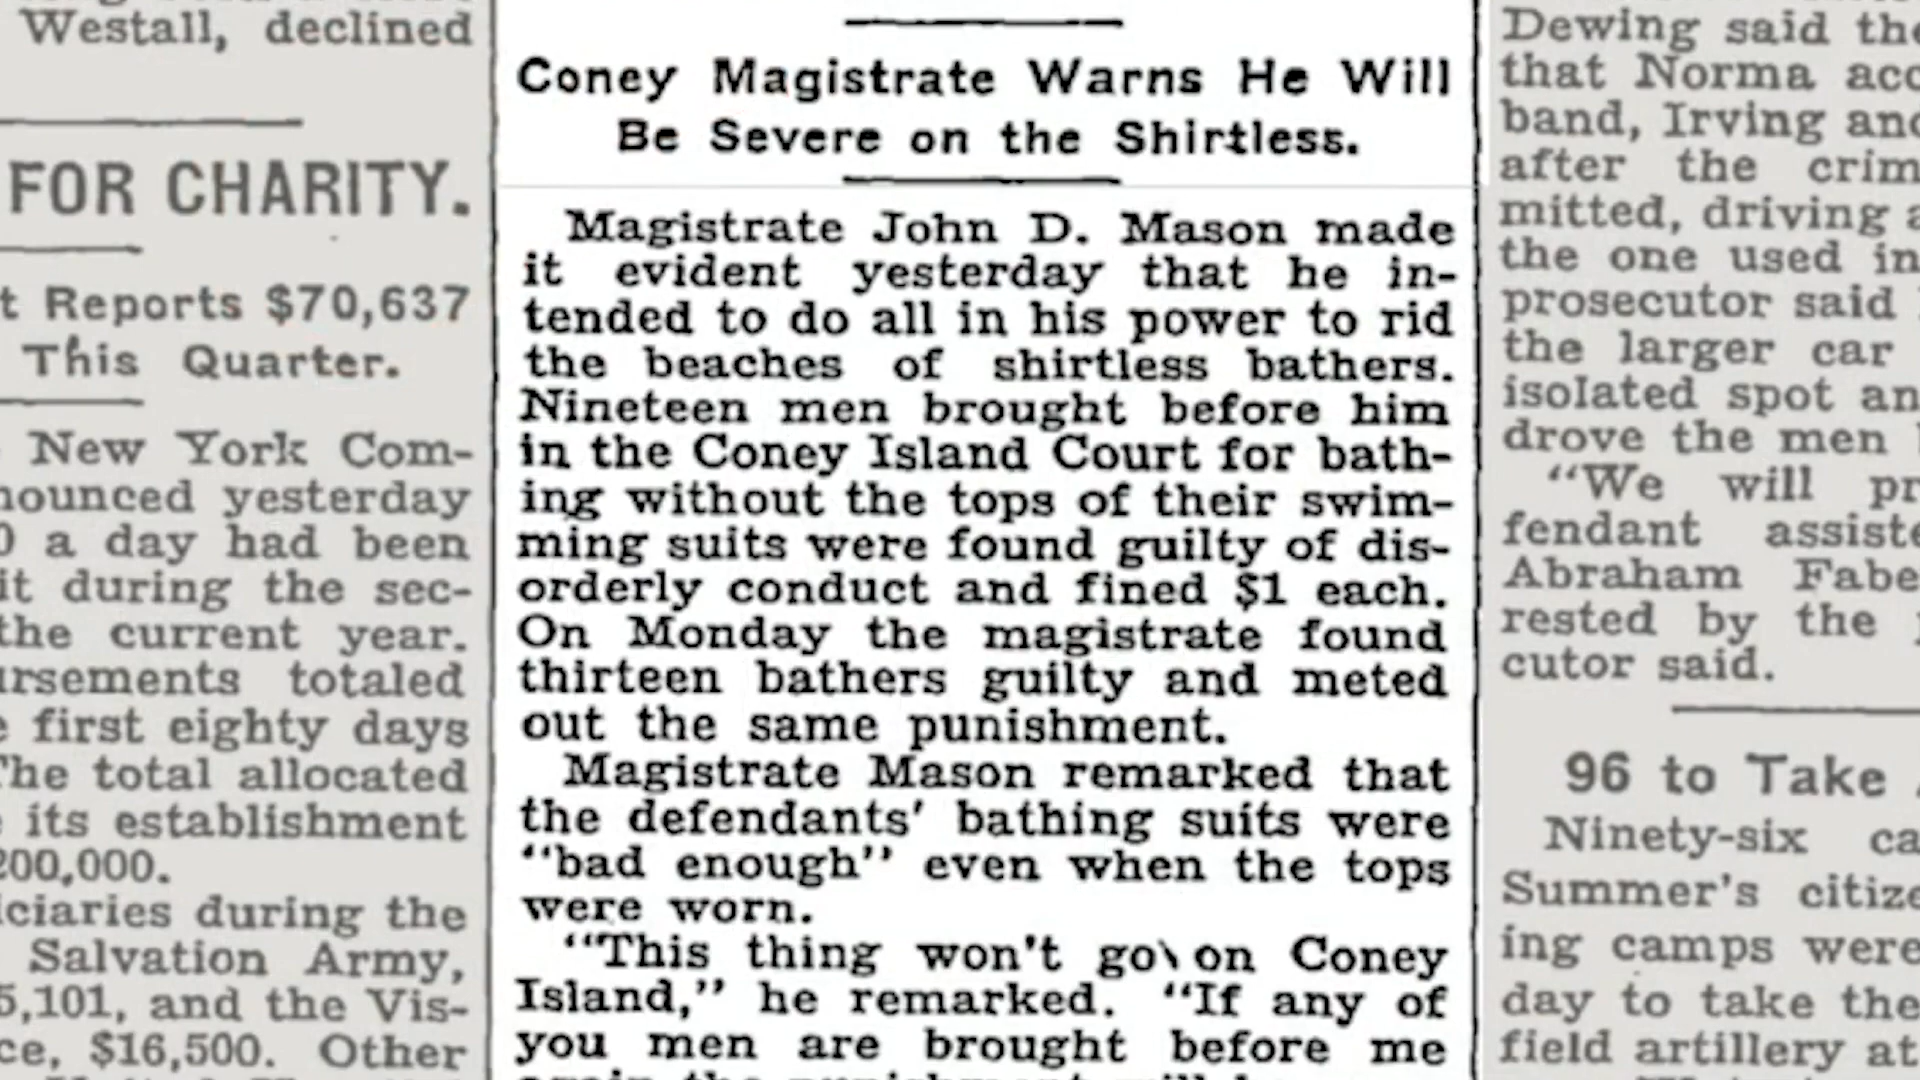 Westall, declined
FOR CHARITY.
t Reports $70,637
This Quarter.
New York Com-
nounced yesterday
0 a day had been
it during the sec-
the current year.
ursements totaled
e first eighty days
The total allocated
its establishment
200,000.
iciaries during the
Salvation Army,
5,101, and the Vis-
ce, $16,500. Other
Coney Magistrate Warns He Will
Be Severe on the Shirtless.
Magistrate John D. Mason made
it evident yesterday that he in-
tended to do all in his power to rid
the beaches of shirtless bathers.
Nineteen men brought before him
in the Coney Island Court for bath-
ing without the tops of their swim-
ming suits were found guilty of dis-
orderly conduct and fined $1 each.
On Monday the magistrate found
thirteen bathers guilty and meted
out the same punishment.
Magistrate Mason remarked that
the defendants' bathing suits were
"bad enough" even when the tops
were worn.
"This thing won't go on Coney
Island," he remarked. "If any of
you men are brought before me
Dewing said the
that Norma acc
band, Irving and
after the crim
mitted, driving a
the one used in
prosecutor said
the larger car
isolated spot an
drove the men
"We will pr
fendant assiste
Abraham Fabe
rested by the
cutor said.
96 to Take
Ninety-six ca
Summer's citize
ing camps were
day to take the
field artillery at